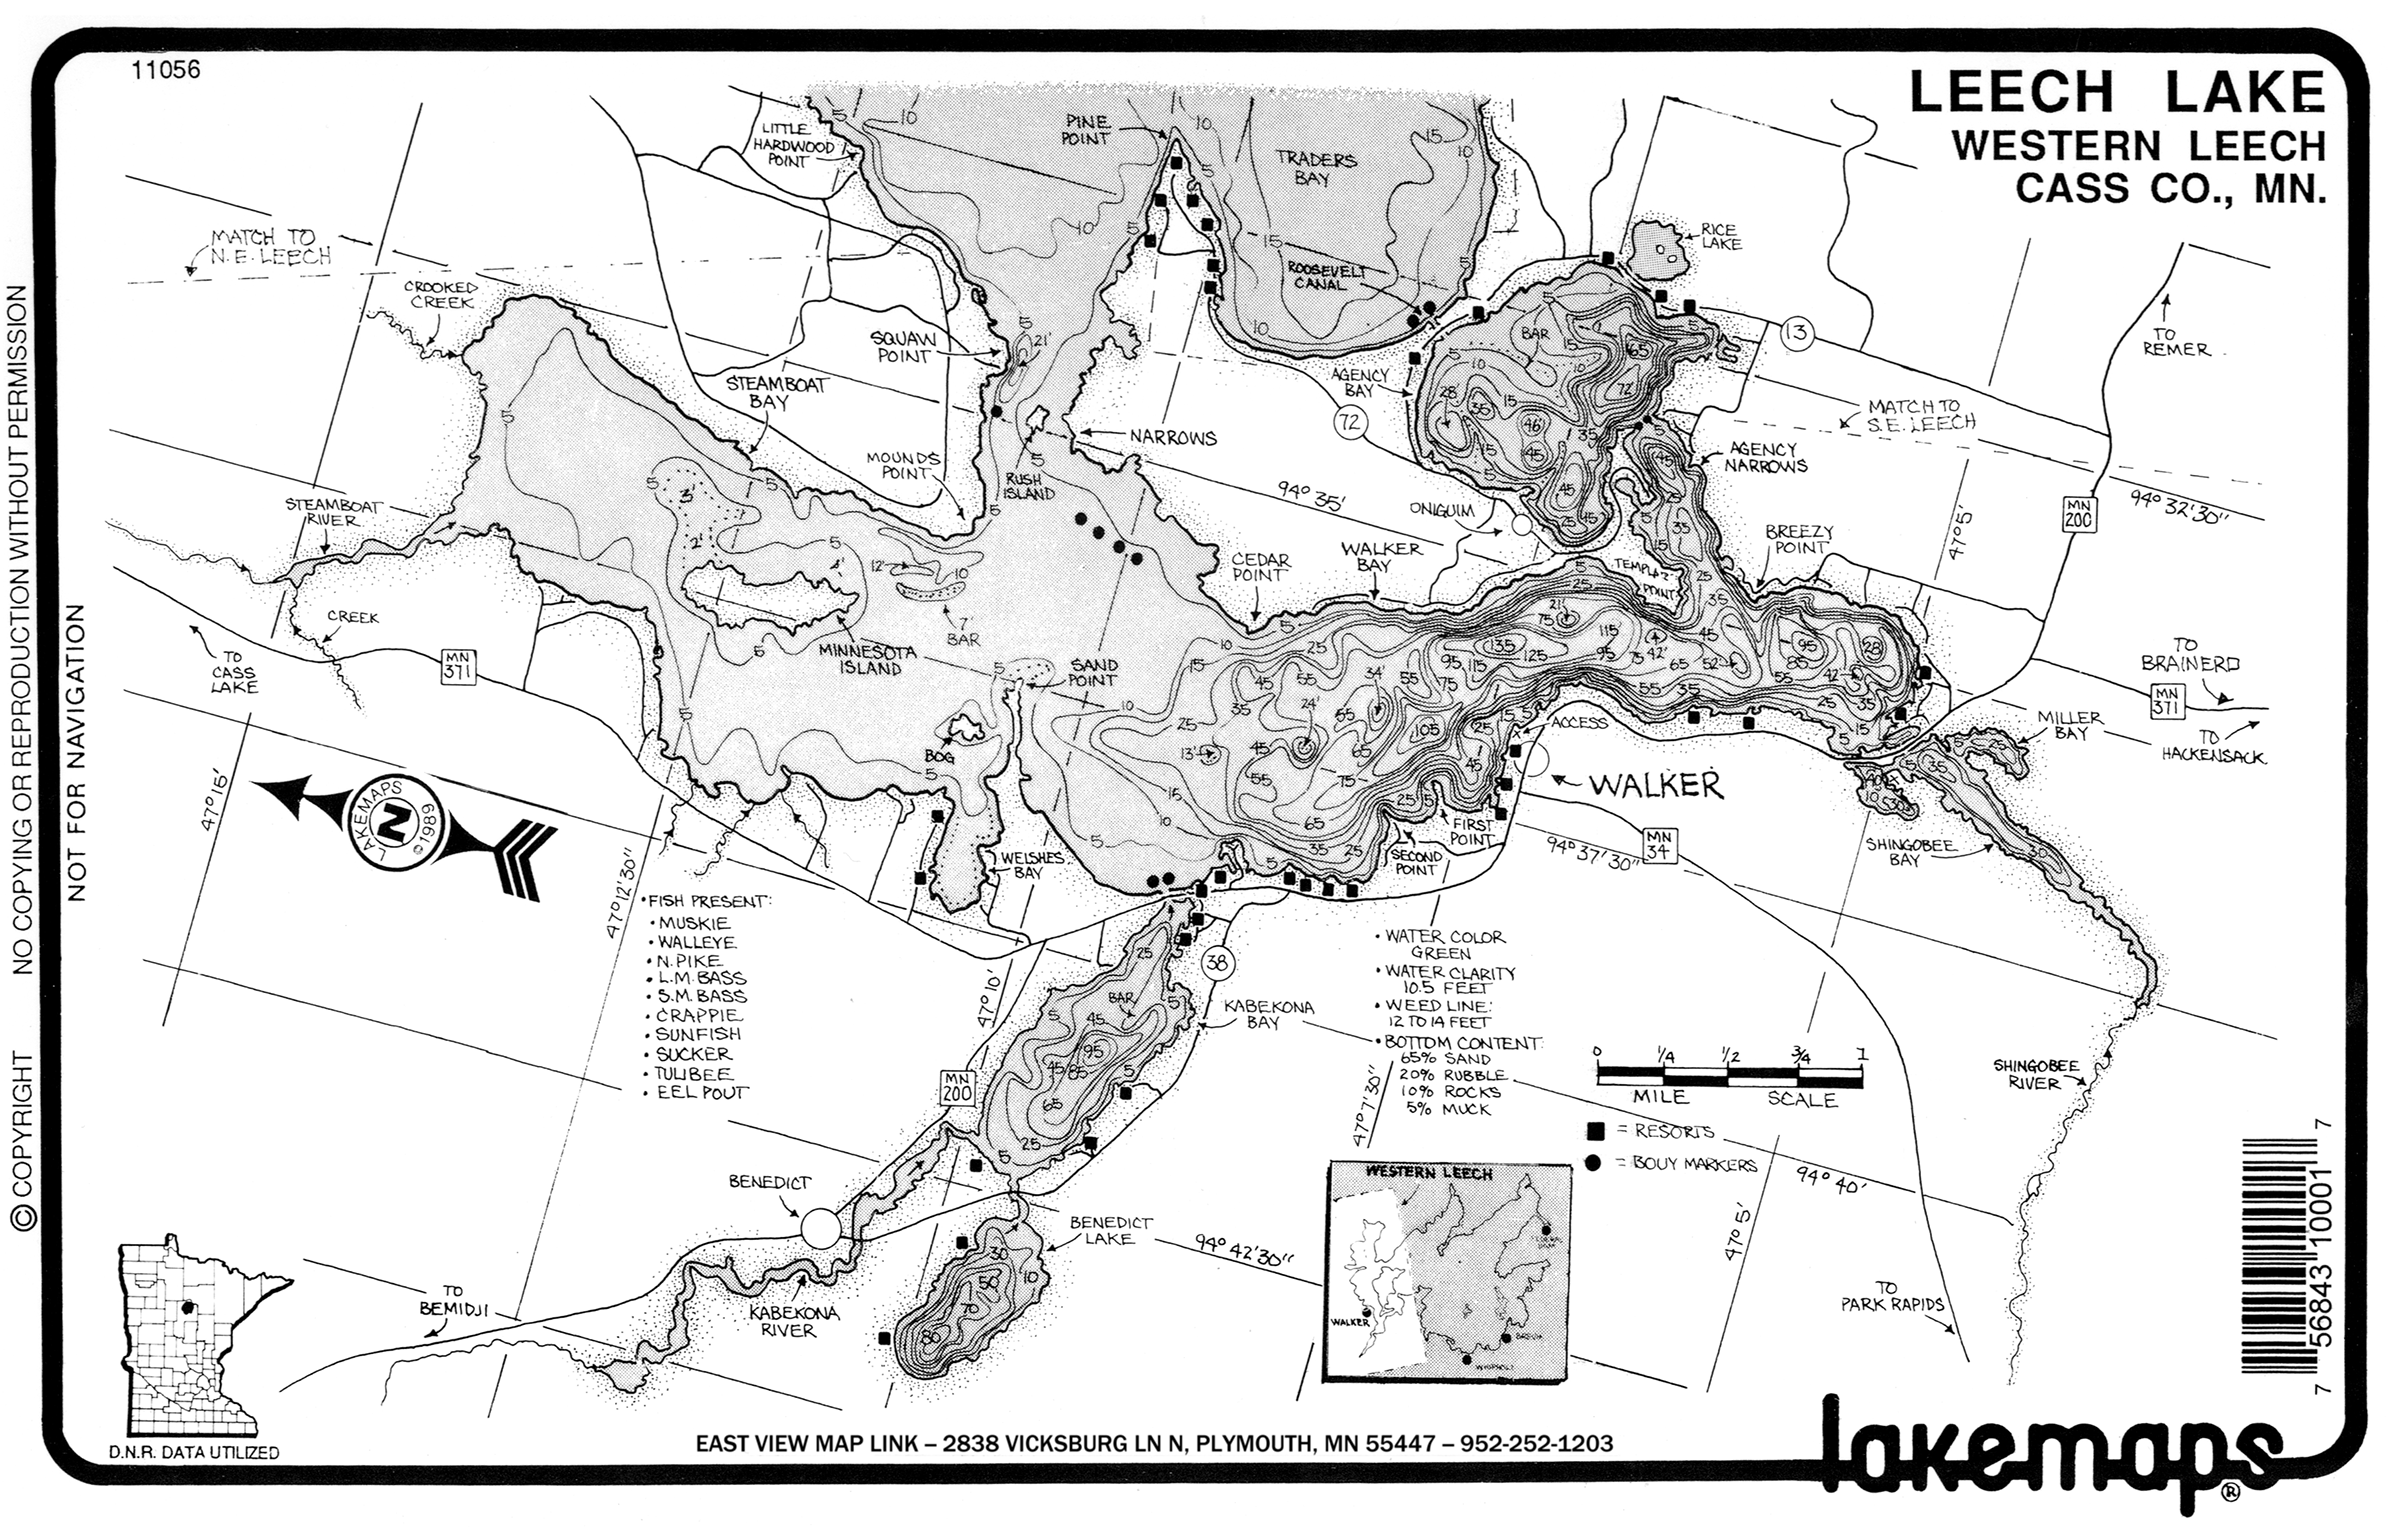 11056
LEECH LAKE
WESTERN LEECH
CASS CO., MN.
© COPYRIGHT NO COPYING OR REPRODUCTION WITHOUT PERMISSION
NOT FOR NAVIGATION
LITTLE
HARDWOOD
POINT
PINE
POINT
TRADERS
BAY
RICE
LAKE
MATCH TO
N.E. LEECH
CROOKED
CREEK
ROOSEVELT
CANAL
13
TO
REMER
SQUAW
POINT
STEAMBOAT
BAY
AGENCY
BAY
BAR
72
MATCH TO
S.E. LEECH
NARROWS
AGENCY
NARROWS
MOUNDS
POINT
RUSH
ISLAND
94° 35'
94° 32' 30"
MN
200
STEAMBOAT
RIVER
ONIGUIM
47° 5'
BREEZY
POINT
CEDAR
POINT
WALKER
BAY
CREEK
7'
BAR
MINNESOTA
ISLAND
SAND
POINT
TO
CASS
LAKE
MN
371
TO
BRAINERD
MN
371
TO
HACKENSACK
MILLER
BAY
BOG
ACCESS
WALKER
47° 15'
LAKEMAPS
N
© 1989
FIRST
POINT
SECOND
POINT
94° 37' 30"
MN
34
SHINGOBEE
BAY
WELSHES
BAY
47° 12' 30"
• FISH PRESENT:
• MUSKIE
• WALLEYE
• N. PIKE
• L.M. BASS
• S.M. BASS
• CRAPPIE
• SUNFISH
• SUCKER
• TULIBEE
• EEL POUT
38
• WATER COLOR
GREEN
• WATER CLARITY
10.5 FEET
• WEED LINE:
12 TO 14 FEET
• BOTTOM CONTENT:
65% SAND
20% RUBBLE
10% ROCKS
5% MUCK
47° 10'
BAR
KABEKONA
BAY
MN
200
47° 7' 30"
0 1/4 1/2 3/4 1
MILE SCALE
= RESORTS
= BOUY MARKERS
SHINGOBEE
RIVER
94° 40'
BENEDICT
BENEDICT
LAKE
94° 42' 30"
47° 5'
WESTERN LEECH
WALKER
TO
BEMIDJI
KABEKONA
RIVER
TO
PARK RAPIDS
D.N.R. DATA UTILIZED
EAST VIEW MAP LINK – 2838 VICKSBURG LN N, PLYMOUTH, MN 55447 – 952-252-1203
7 56843 10001 7
lakemaps®